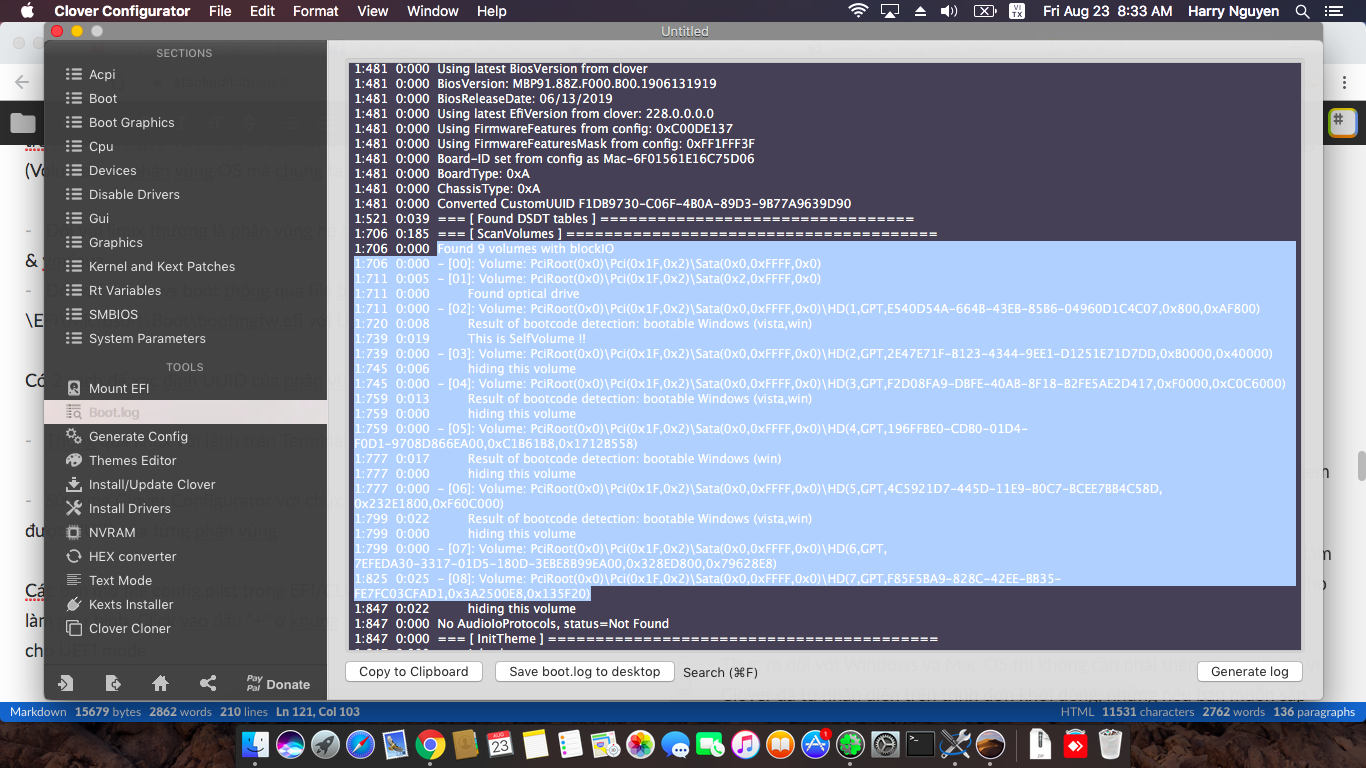 Clover Configurator File Edit Format View Window Help
VI
TX
Fri Aug 23 8:33 AM Harry Nguyen
Untitled
SECTIONS
Acpi
Boot
Boot Graphics
Cpu
Devices
Disable Drivers
Gui
Graphics
Kernel and Kext Patches
Rt Variables
SMBIOS
System Parameters
TOOLS
Mount EFI
Boot.log
Generate Config
Themes Editor
Install/Update Clover
Install Drivers
NVRAM
HEX converter
Text Mode
Kexts Installer
Clover Cloner
Pay
Pal Donate
1:481 0:000 Using latest BiosVersion from clover
1:481 0:000 BiosVersion: MBP91.88Z.F000.B00.1906131919
1:481 0:000 BiosReleaseDate: 06/13/2019
1:481 0:000 Using latest EfiVersion from clover: 228.0.0.0.0
1:481 0:000 Using FirmwareFeatures from config: 0xC00DE137
1:481 0:000 Using FirmwareFeaturesMask from config: 0xFF1FFF3F
1:481 0:000 Board-ID set from config as Mac-6F01561E16C75D06
1:481 0:000 BoardType: 0xA
1:481 0:000 ChassisType: 0xA
1:481 0:000 Converted CustomUUID F1DB9730-C06F-4B0A-89D3-9B77A9639D90
1:521 0:039 === [ Found DSDT tables ] =================================
1:706 0:185 === [ ScanVolumes ] =======================================
1:706 0:000 Found 9 volumes with blockIO
1:706 0:000 - [00]: Volume: PciRoot(0x0)\Pci(0x1F,0x2)\Sata(0x0,0xFFFF,0x0)
1:711 0:005 - [01]: Volume: PciRoot(0x0)\Pci(0x1F,0x2)\Sata(0x2,0xFFFF,0x0)
1:711 0:000 Found optical drive
1:711 0:000 - [02]: Volume: PciRoot(0x0)\Pci(0x1F,0x2)\Sata(0x0,0xFFFF,0x0)\HD(1,GPT,E540D54A-664B-43EB-85B6-04960D1C4C07,0x800,0xAF800)
1:720 0:008 Result of bootcode detection: bootable Windows (vista,win)
1:739 0:019 This is SelfVolume !!
1:739 0:000 - [03]: Volume: PciRoot(0x0)\Pci(0x1F,0x2)\Sata(0x0,0xFFFF,0x0)\HD(2,GPT,2E47E71F-B123-4344-9EE1-D1251E71D7DD,0xB0000,0x40000)
1:745 0:006 hiding this volume
1:745 0:000 - [04]: Volume: PciRoot(0x0)\Pci(0x1F,0x2)\Sata(0x0,0xFFFF,0x0)\HD(3,GPT,F2D08FA9-DBFE-40AB-8F18-B2FE5AE2D417,0xF0000,0xC0C6000)
1:759 0:013 Result of bootcode detection: bootable Windows (vista,win)
1:759 0:000 hiding this volume
1:759 0:000 - [05]: Volume: PciRoot(0x0)\Pci(0x1F,0x2)\Sata(0x0,0xFFFF,0x0)\HD(4,GPT,196FFBE0-CDB0-01D4-
F0D1-9708D866EA00,0xC1B61B8,0x1712B558)
1:777 0:017 Result of bootcode detection: bootable Windows (win)
1:777 0:000 hiding this volume
1:777 0:000 - [06]: Volume: PciRoot(0x0)\Pci(0x1F,0x2)\Sata(0x0,0xFFFF,0x0)\HD(5,GPT,4C5921D7-445D-11E9-B0C7-BCEE7BB4C58D,
0x232E1800,0xF60C000)
1:799 0:022 Result of bootcode detection: bootable Windows (vista,win)
1:799 0:000 hiding this volume
1:799 0:000 - [07]: Volume: PciRoot(0x0)\Pci(0x1F,0x2)\Sata(0x0,0xFFFF,0x0)\HD(6,GPT,
7EFEDA30-3317-01D5-180D-3EBE8B99EA00,0x328ED800,0x79628E8)
1:825 0:025 - [08]: Volume: PciRoot(0x0)\Pci(0x1F,0x2)\Sata(0x0,0xFFFF,0x0)\HD(7,GPT,F85F5BA9-828C-42EE-BB35-
FE7FC03CFAD1,0x3A2500E8,0x135F20)
1:847 0:022 hiding this volume
1:847 0:000 No AudioIoProtocols, status=Not Found
1:847 0:000 === [ InitTheme ] =========================================
Copy to Clipboard
Save boot.log to desktop
Search (⌘F)
Generate log
Markdown 15679 bytes 2862 words 210 lines Ln 121, Col 103
HTML 11531 characters 2762 words 136 paragraphs
AUG
23
1